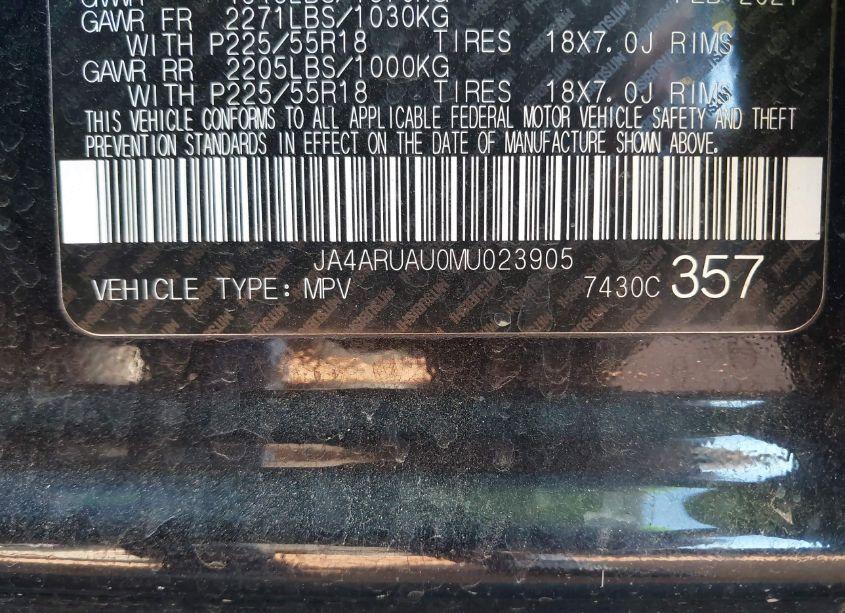 GAWR FR 2271LBS/1030KG
WITH P225/55R18 TIRES 18X7.0J RIMS
GAWR RR 2205LBS/1000KG
WITH P225/55R18 TIRES 18X7.0J RIMS
THIS VEHICLE CONFORMS TO ALL APPLICABLE FEDERAL MOTOR VEHICLE SAFETY AND THEFT
PREVENTION STANDARDS IN EFFECT ON THE DATE OF MANUFACTURE SHOWN ABOVE.
JA4ARUAU0MU023905
VEHICLE TYPE: MPV 7430C 357